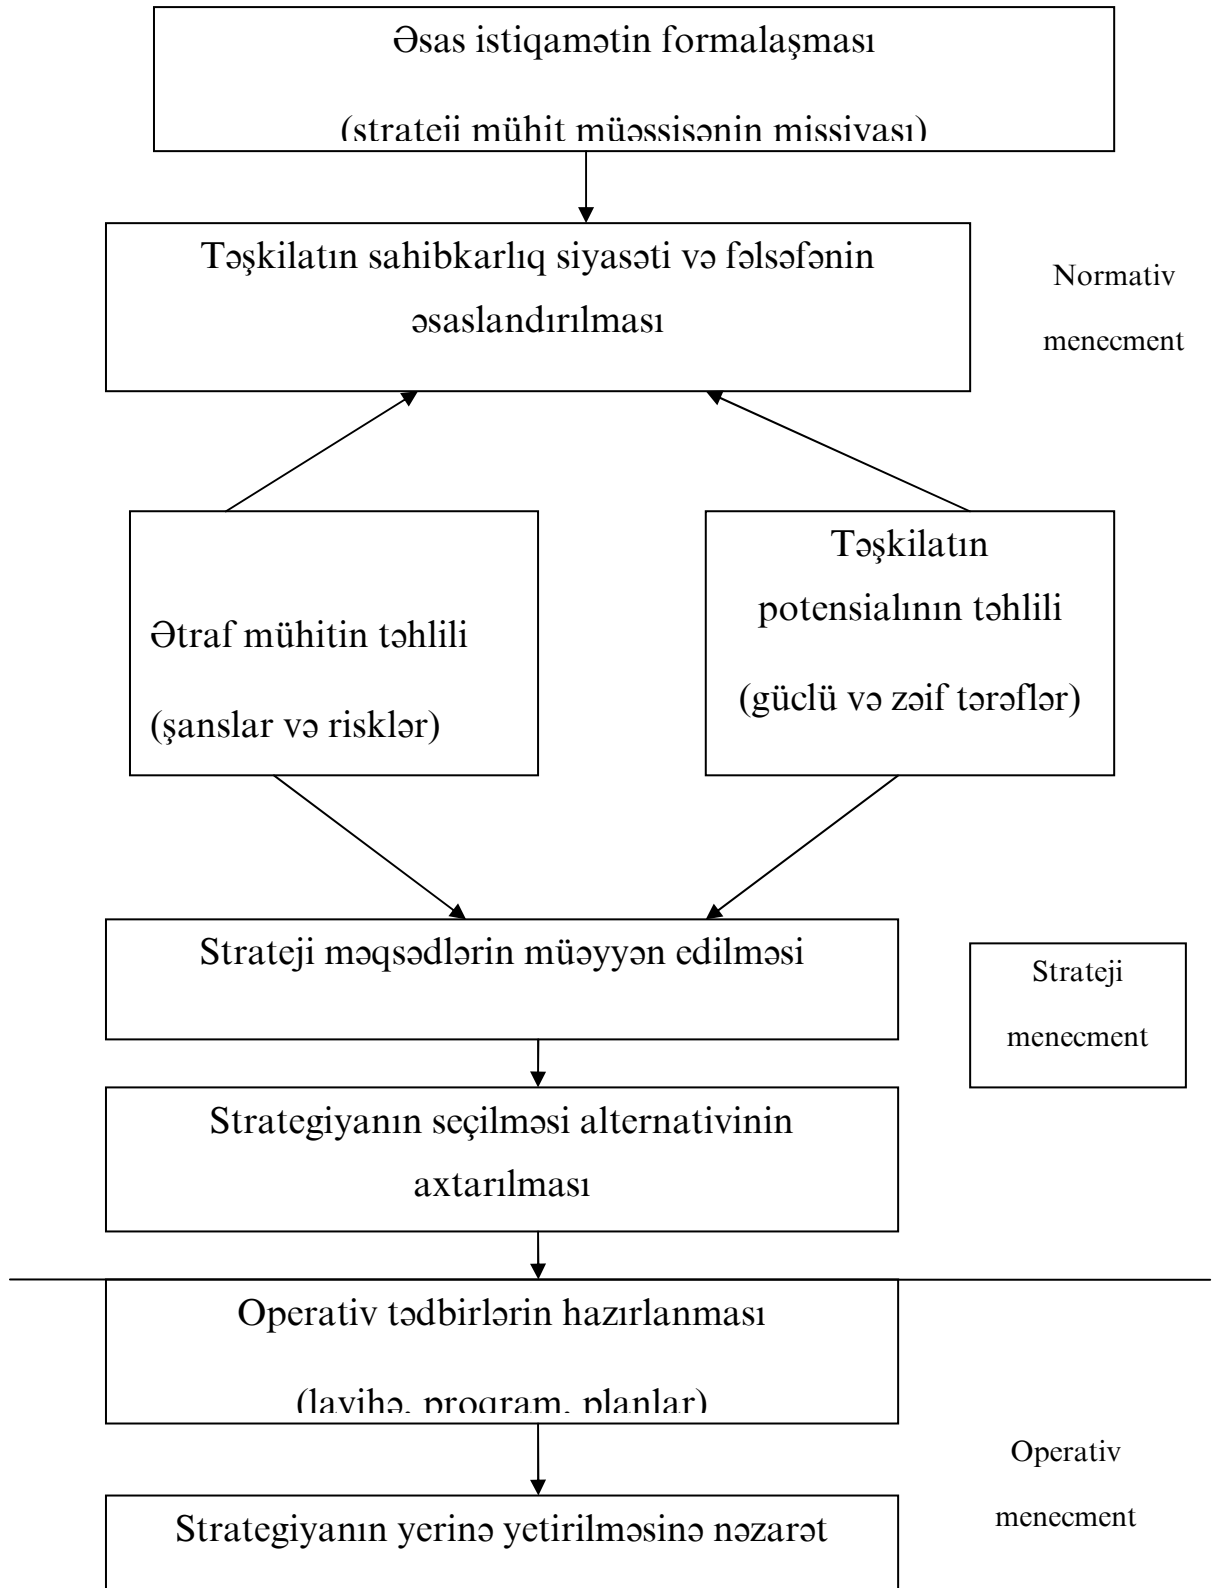 Əsas istiqamətin formalaşması
(strateji mühit müəssisənin missiyası)
Təşkilatın sahibkarlıq siyasəti və fəlsəfənin
əsaslandırılması
Normativ
menecment
Ətraf mühitin təhlili
(şanslar və risklər)
Təşkilatın
potensialının təhlili
(güclü və zəif tərəflər)
Strateji məqsədlərin müəyyən edilməsi
Strateji
menecment
Strategiyanın seçilməsi alternativinin
axtarılması
Operativ tədbirlərin hazırlanması
(layihə, proqram, planlar)
Operativ
menecment
Strategiyanın yerinə yetirilməsinə nəzarət